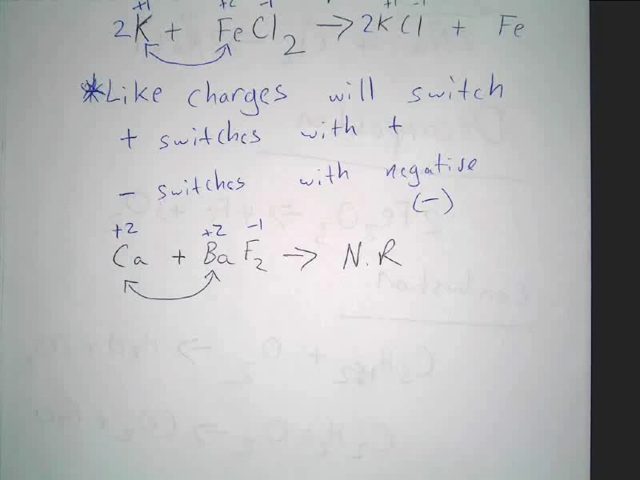 +1 +2 -1 +1 -1
2K + FeCl2 → 2KCl + Fe
*Like charges will switch
+ switches with +
- switches with negative
(-)
+2 +2 -1
Ca + BaF2 → N.R